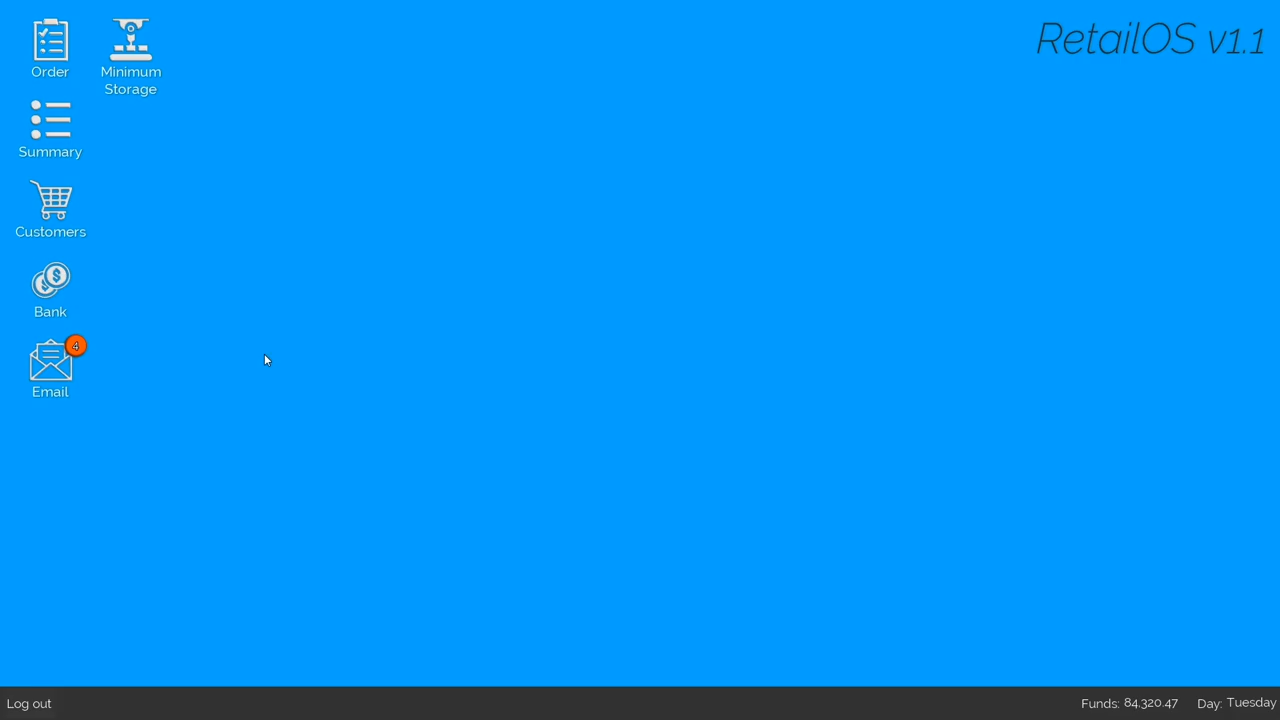 RetailOS v1.1
Order
Minimum
Storage
Summary
Customers
Bank
4
Email
Log out
Funds: 84,320.47 Day: Tuesday